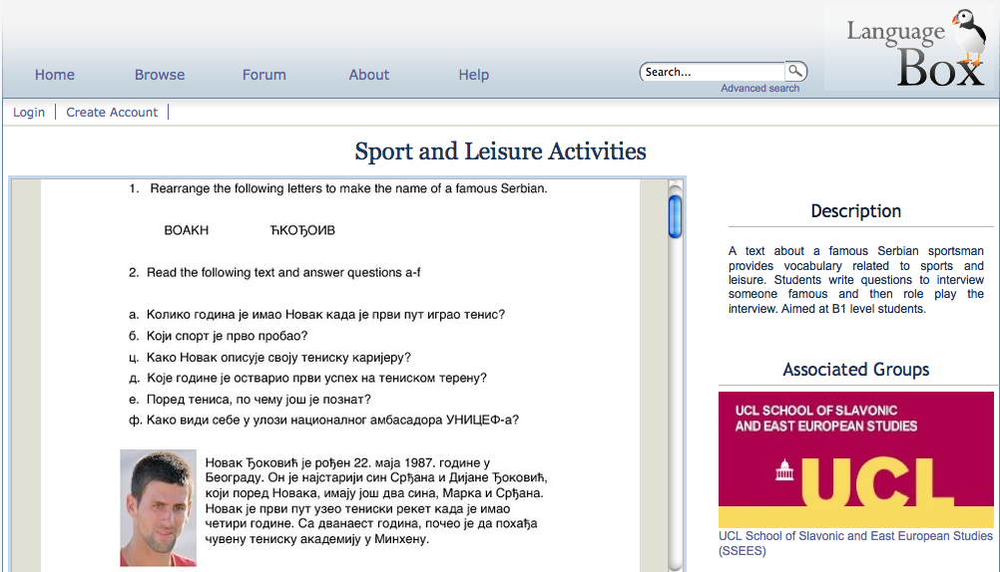 Language
Box
Home
Browse
Forum
About
Help
Search...
Advanced search
Login
Create Account
Sport and Leisure Activities
1. Rearrange the following letters to make the name of a famous Serbian.
ВОАКН ЋКОЂОИВ
2. Read the following text and answer questions a-f
а. Колико година је имао Новак када је први пут играо тенис?
б. Који спорт је прво пробао?
ц. Како Новак описује своју тениску каријеру?
д. Које године је остварио први успех на тениском терену?
е. Поред тениса, по чему још је познат?
ф. Како види себе у улози националног амбасадора УНИЦЕФ-а?
Новак Ђоковић је рођен 22. маја 1987. године у
Београду. Он је најстарији син Срђана и Дијане Ђоковић,
који поред Новака, имају још два сина, Марка и Срђана.
Новак је први пут узео тениски рекет када је имао
четири године. Са дванаест година, почео је да похађа
чувену тениску академију у Минхену.
Description
A text about a famous Serbian sportsman
provides vocabulary related to sports and
leisure. Students write questions to interview
someone famous and then role play the
interview. Aimed at B1 level students.
Associated Groups
UCL SCHOOL OF SLAVONIC
AND EAST EUROPEAN STUDIES
UCL
UCL School of Slavonic and East European Studies
(SSEES)